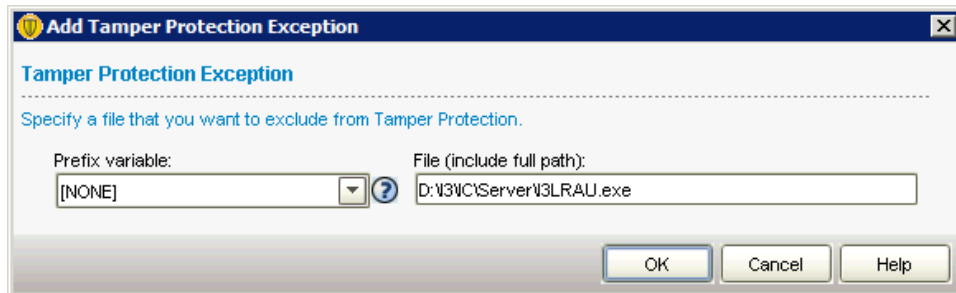 Add Tamper Protection Exception
Tamper Protection Exception
Specify a file that you want to exclude from Tamper Protection.
Prefix variable:
File (include full path):
[NONE]
D:\I3\IC\Server\I3LRAU.exe
OK
Cancel
Help